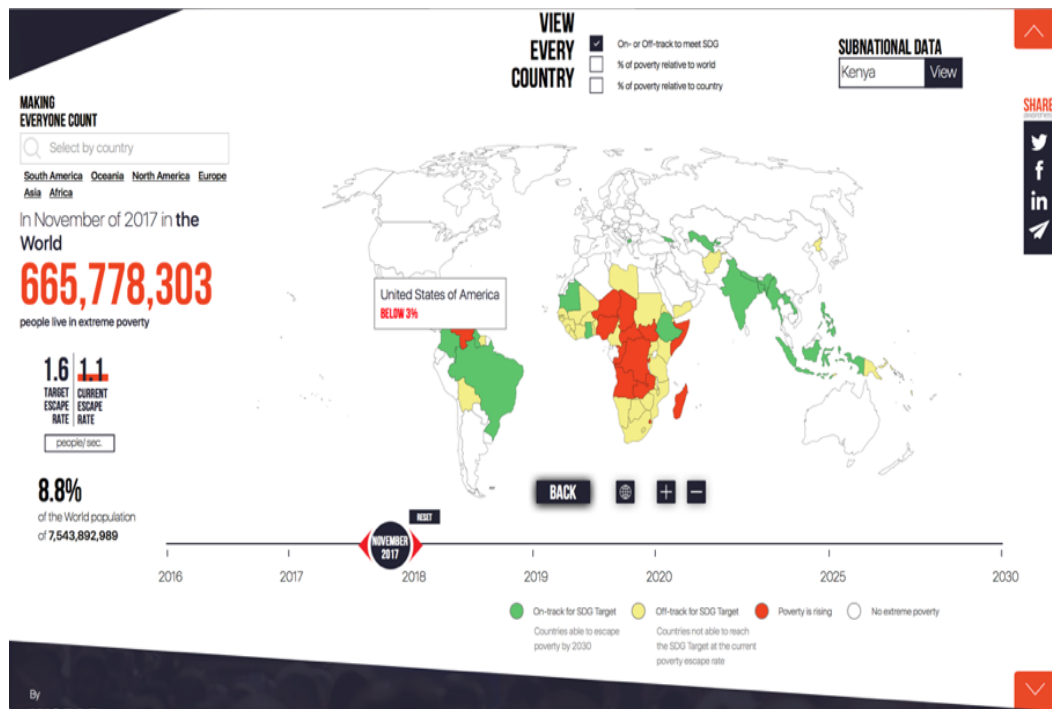 VIEW
EVERY
COUNTRY
On- or Off-track to meet SDG
% of poverty relative to world
% of poverty relative to country
SUBNATIONAL DATA
Kenya
View
MAKING
EVERYONE COUNT
Select by country
South America Oceania North America Europe
Asia Africa
In November of 2017 in the
World
665,778,303
people live in extreme poverty
1.6
TARGET
ESCAPE
RATE
1.1
CURRENT
ESCAPE
RATE
people/ sec.
8.8%
of the World population
of 7,543,892,989
SHARE
United States of America
BELOW 3%
BACK
RESET
NOVEMBER
2017
2016 2017 2018 2019 2020 2025 2030
On-track for SDG Target
Countries able to escape
poverty by 2030
Off-track for SDG Target
Countries not able to reach
the SDG Target at the current
poverty escape rate
Poverty is rising
No extreme poverty
By